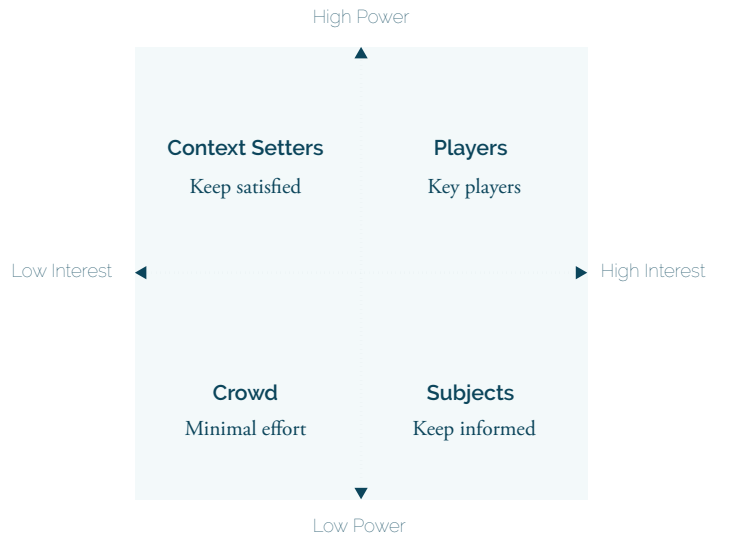 High Power
Context Setters
Keep satisfied
Players
Key players
Low Interest
High Interest
Crowd
Minimal effort
Subjects
Keep informed
Low Power